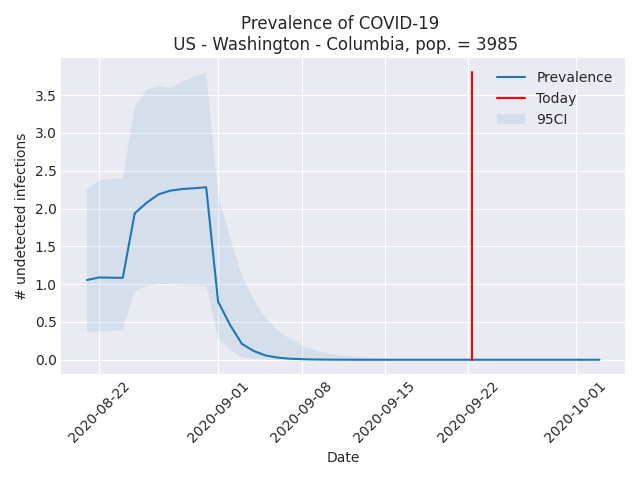 Prevalence of COVID-19
US - Washington - Columbia, pop. = 3985
Prevalence
Today
95CI
# undetected infections
3.5
3.0
2.5
2.0
1.5
1.0
0.5
0.0
2020-08-22
2020-09-01
2020-09-08
2020-09-15
2020-09-22
2020-10-01
Date